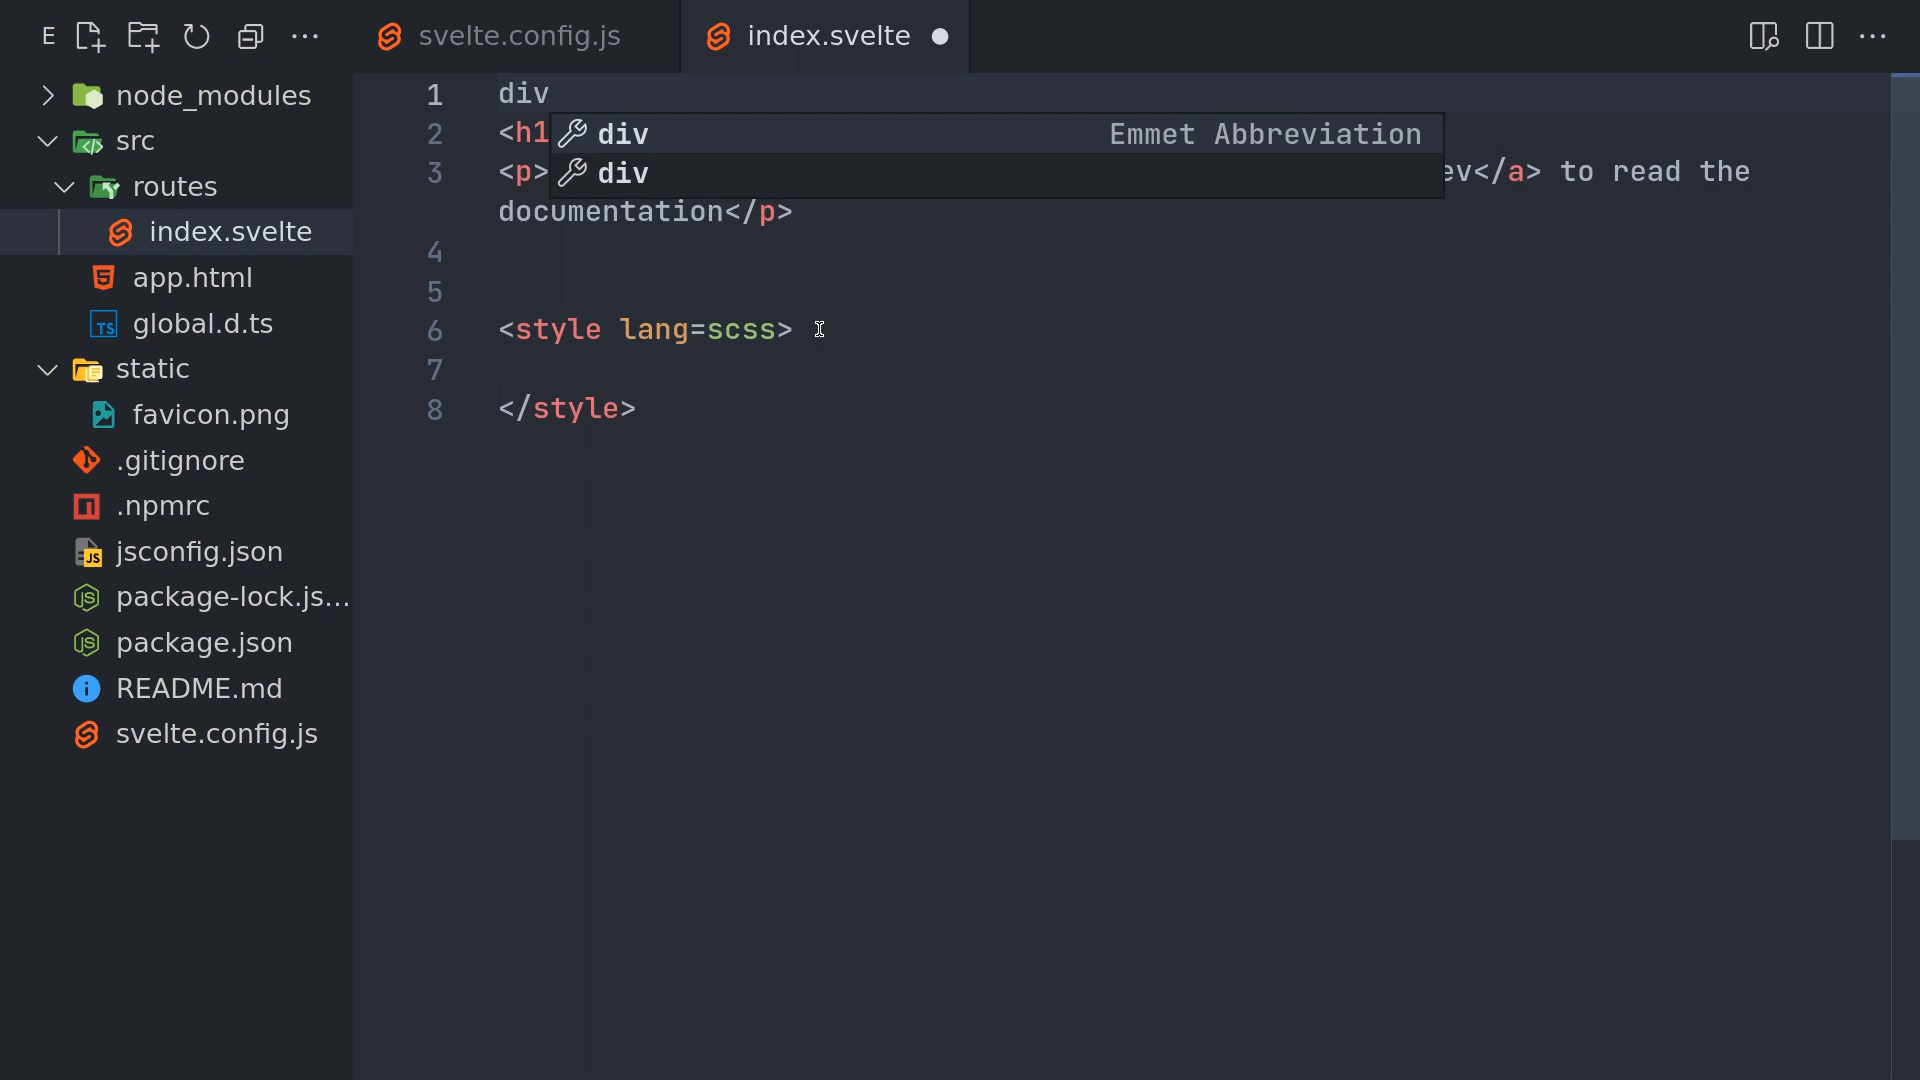 E
svelte.config.js
index.svelte
node_modules
src
routes
index.svelte
app.html
global.d.ts
static
favicon.png
.gitignore
.npmrc
jsconfig.json
package-lock.js...
package.json
README.md
svelte.config.js
1 div
div Emmet Abbreviation
div
2 <h1
3 <p> ev</a> to read the
documentation</p>
4
5
6 <style lang=scss>
7
8 </style>